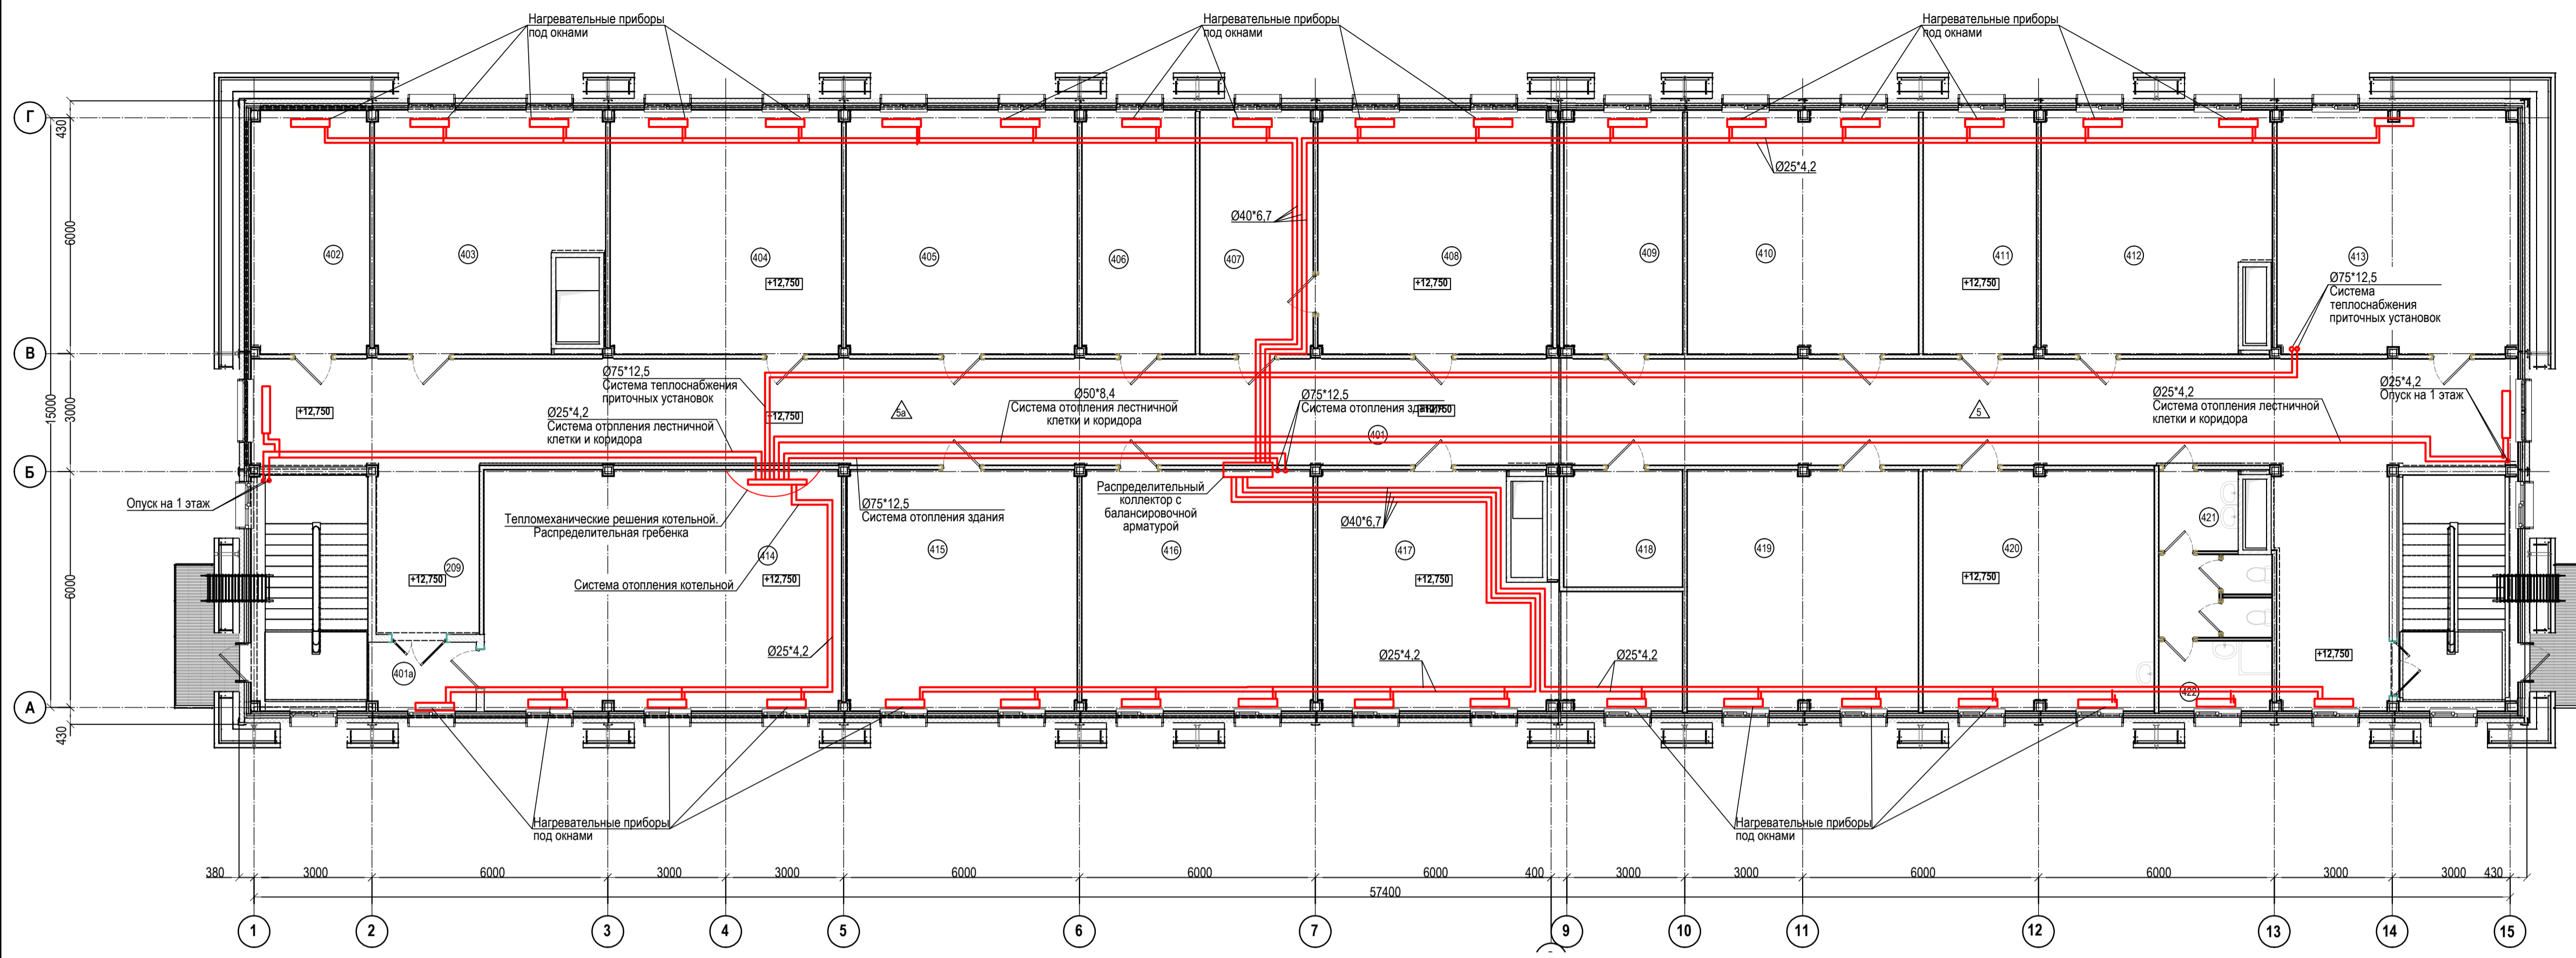 Нагревательные приборы
под окнами
Нагревательные приборы
под окнами
Нагревательные приборы
под окнами
Г
430
Ø25*4,2
Ø40*6,7
6000
402
403
404
405
406
407
408
409
410
411
412
413
+12,750
+12,750
+12,750
Ø75*12,5
Система
теплоснабжения
приточных установок
В
Ø75*12,5
Система теплоснабжения
приточных установок
Ø25*4,2
Система отопления лестничной
клетки и коридора
+12,750
+12,750
5а
Ø50*8,4
Система отопления лестничной
клетки и коридора
Ø75*12,5
Система отопления здания
+12,750
401
5
Ø25*4,2
Система отопления лестничной
клетки и коридора
Ø25*4,2
Опуск на 1 этаж
15000
3000
Б
Опуск на 1 этаж
Тепломеханические решения котельной.
Распределительная гребенка
Ø75*12,5
Система отопления здания
Распределительный
коллектор с
балансировочной
арматурой
Ø40*6,7
414
415
416
417
418
419
420
421
209
+12,750
Система отопления котельной
+12,750
+12,750
+12,750
6000
Ø25*4,2
Ø25*4,2
Ø25*4,2
+12,750
401а
422
А
430
Нагревательные приборы
под окнами
Нагревательные приборы
под окнами
380
3000
6000
3000
3000
6000
6000
6000
400
3000
3000
6000
6000
3000
3000
430
57400
1
2
3
4
5
6
7
9
10
11
12
13
14
15